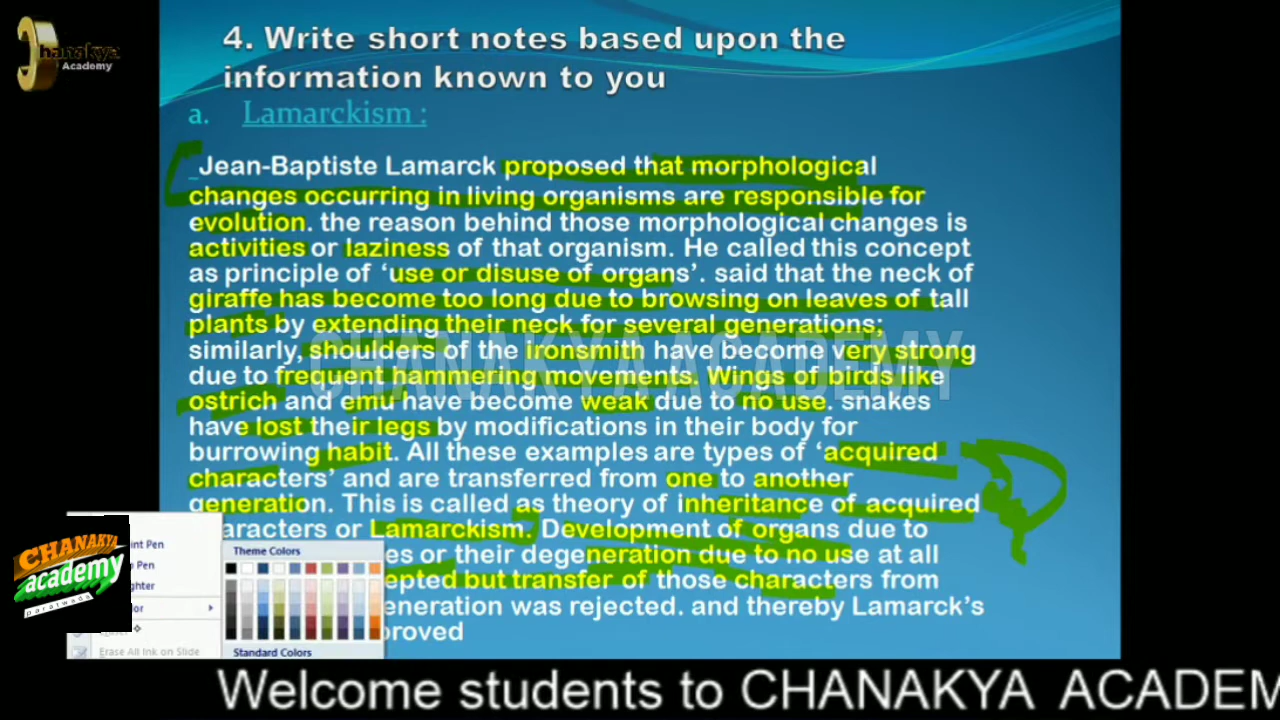 Chanakya
Academy
4. Write short notes based upon the
information known to you
a. Lamarckism :
Jean-Baptiste Lamarck proposed that morphological
changes occurring in living organisms are responsible for
evolution. the reason behind those morphological changes is
activities or laziness of that organism. He called this concept
as principle of ‘use or disuse of organs’. said that the neck of
giraffe has become too long due to browsing on leaves of tall
plants by extending their neck for several generations;
similarly, shoulders of the ironsmith have become very strong
due to frequent hammering movements. Wings of birds like
ostrich and emu have become weak due to no use. snakes
have lost their legs by modifications in their body for
burrowing habit. All these examples are types of ‘acquired
characters’ and are transferred from one to another
generation. This is called as theory of inheritance of acquired
characters or Lamarckism. Development of organs due to
es or their degeneration due to no use at all
epted but transfer of those characters from
eneration was rejected. and thereby Lamarck’s
proved
CHANAKYA ACADEMY
int Pen
Pen
hter
or
Erase All Ink on Slide
Theme Colors
Standard Colors
CHANAKYA
academy
paratwada
Welcome students to CHANAKYA ACADEM